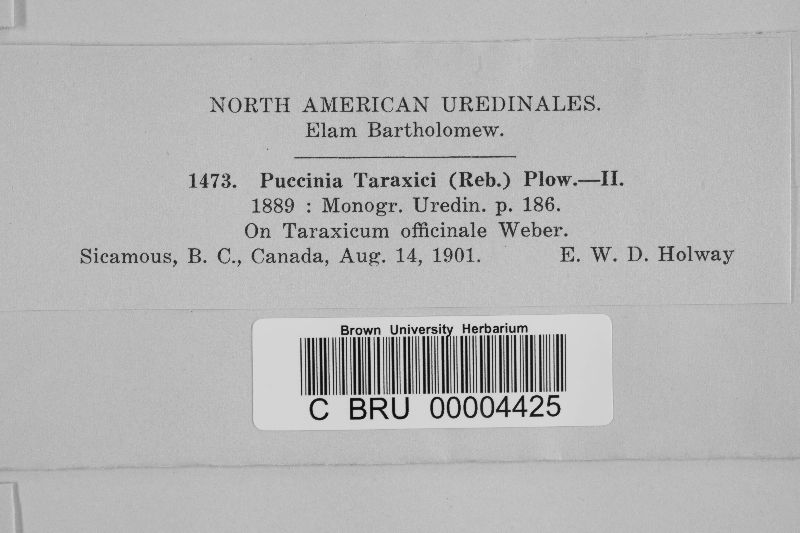 NORTH AMERICAN UREDINALES.
Elam Bartholomew.
1473. Puccinia Taraxici (Reb.) Plow.—II.
1889 : Monogr. Uredin. p. 186.
On Taraxicum officinale Weber.
Sicamous, B. C., Canada, Aug. 14, 1901. E. W. D. Holway
Brown University Herbarium
C BRU 00004425